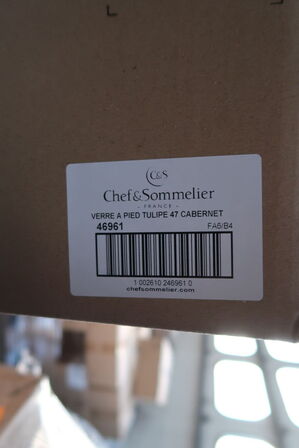 C&S
Chef&Sommelier
- FRANCE -
VERRE A PIED TULIPE 47 CABERNET
46961 FA6/B4
1 002610 246961 0
chefsommelier.com